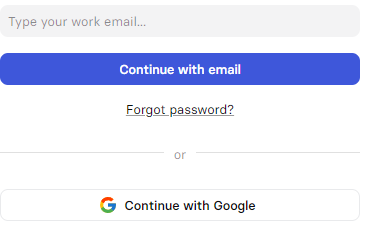 Type your work email...
Continue with email
Forgot password?
or
Continue with Google